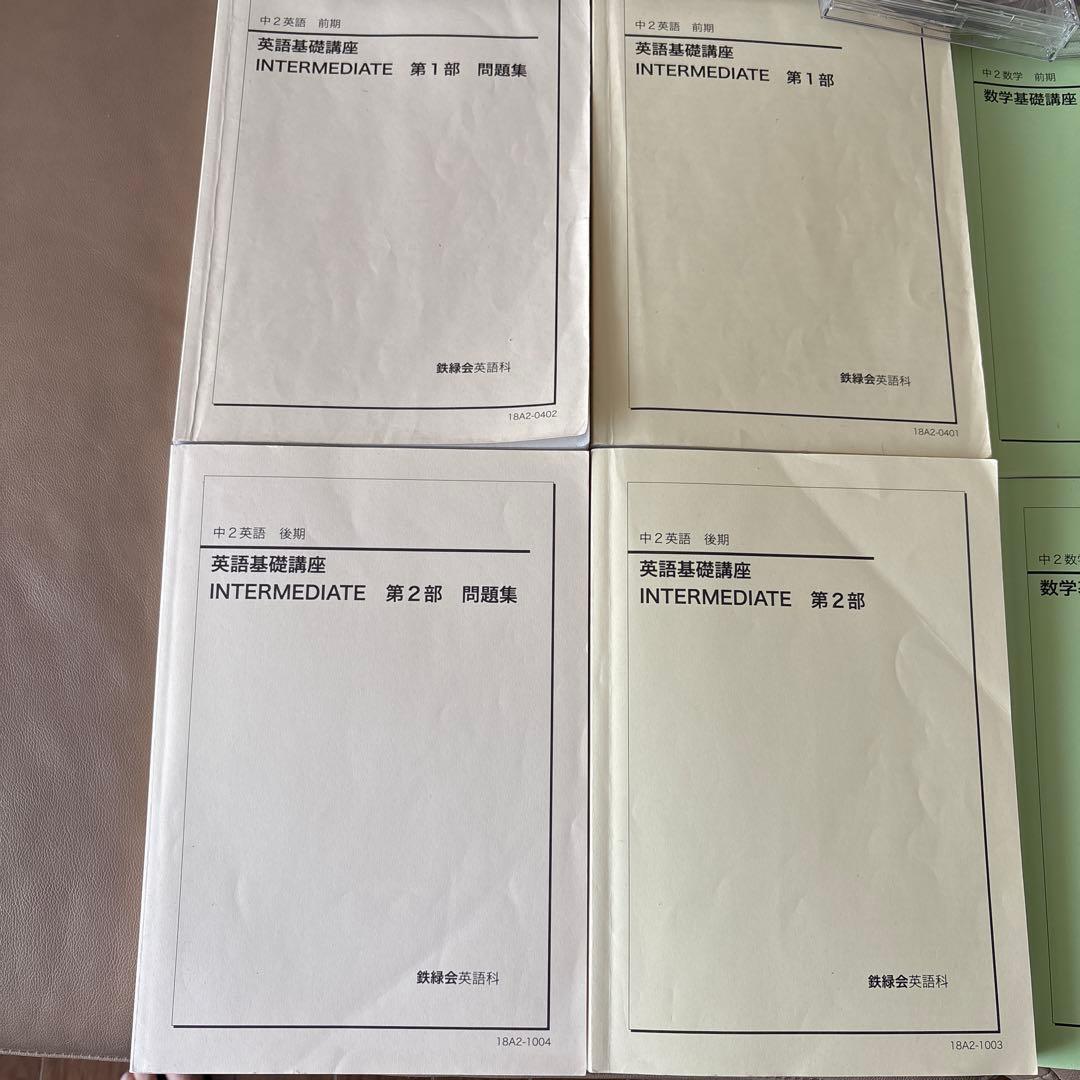 中2英語 前期
英語基礎講座
INTERMEDIATE 第1部 問題集
鉄緑会英語科
18A2-0402
中2英語 前期
英語基礎講座
INTERMEDIATE 第1部
鉄緑会英語科
18A2-0401
中2数学 前期
数学基礎講座
中2英語 後期
英語基礎講座
INTERMEDIATE 第2部 問題集
鉄緑会英語科
18A2-1004
中2英語 後期
英語基礎講座
INTERMEDIATE 第2部
鉄緑会英語科
18A2-1003
中2数
数学